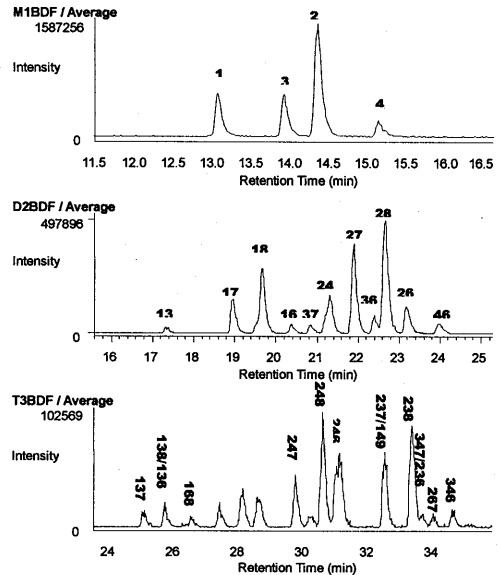 M1BDF / Average
1587256
Intensity
0
1 3 2 4
11.5 12.0 12.5 13.0 13.5 14.0 14.5 15.0 15.5 16.0 16.5
Retention Time (min)
D2BDF / Average
497896
Intensity
0
13 17 18 16 37 24 27 36 28 26 46
16 17 18 19 20 21 22 23 24 25
Retention Time (min)
T3BDF / Average
102569
Intensity
0
137 138/136 168 247 248 246 237/149 238 347/236 267 346
24 26 28 30 32 34
Retention Time (min)